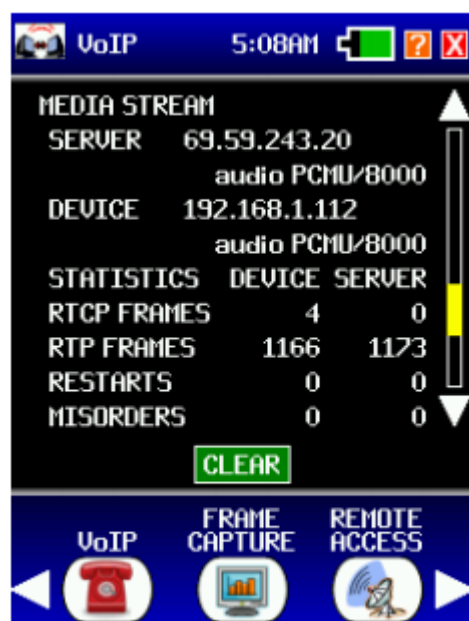 VoIP 5:08AM ? X
MEDIA STREAM
SERVER 69.59.243.20
audio PCMU/8000
DEVICE 192.168.1.112
audio PCMU/8000
STATISTICS DEVICE SERVER
RTCP FRAMES 4 0
RTP FRAMES 1166 1173
RESTARTS 0 0
MISORDERS 0 0
CLEAR
VoIP FRAME CAPTURE REMOTE ACCESS